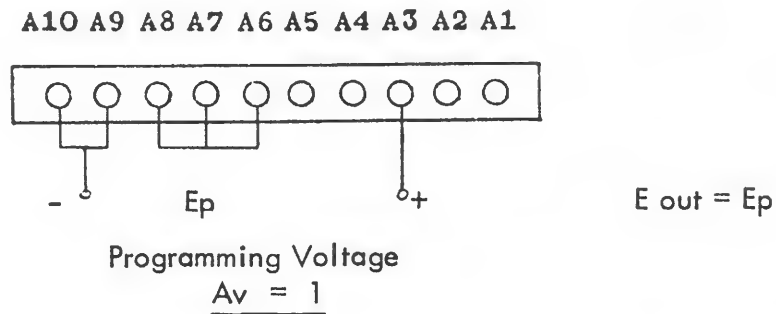 A10 A9 A8 A7 A6 A5 A4 A3 A2 A1
- Ep +
E out = Ep
Programming Voltage
Av = 1